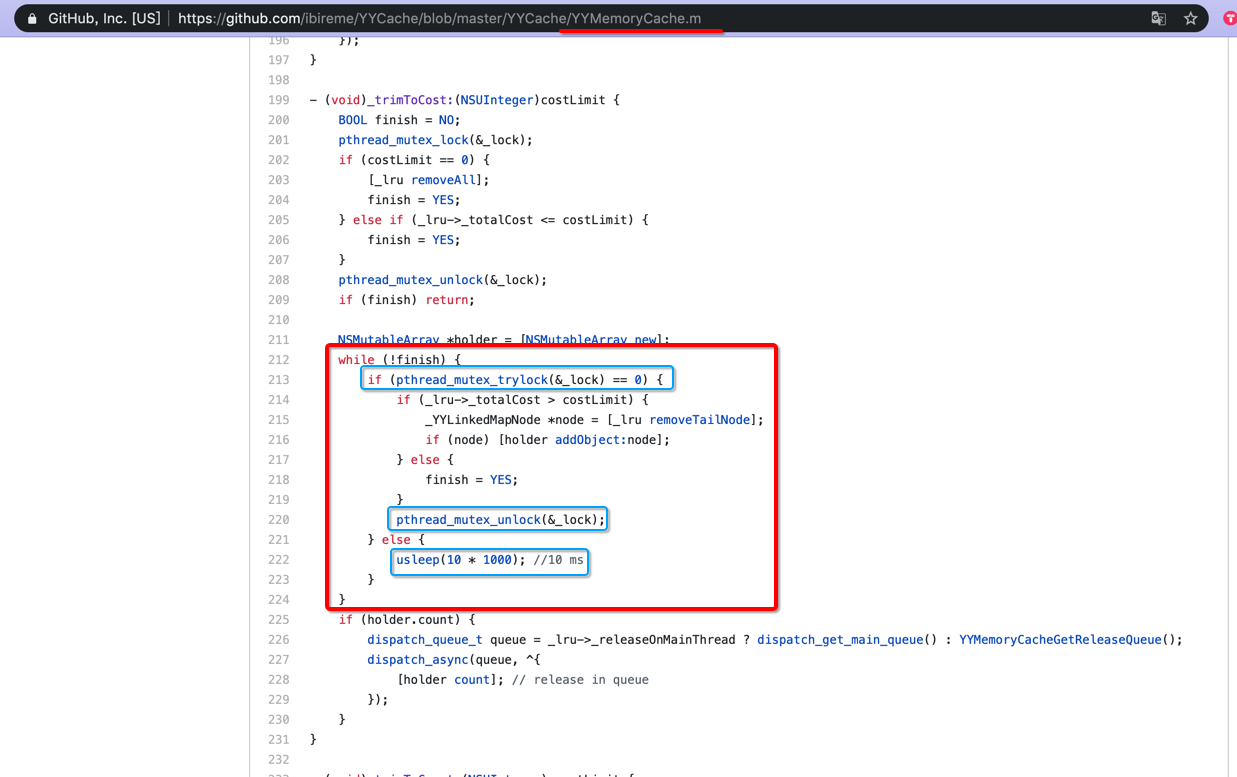 GitHub, Inc. [US] | https://github.com/ibireme/YYCache/blob/master/YYCache/YYMemoryCache.m
196         });
197 }
198
199 - (void)_trimToCost:(NSUInteger)costLimit {
200     BOOL finish = NO;
201     pthread_mutex_lock(&_lock);
202     if (costLimit == 0) {
203         [_lru removeAll];
204         finish = YES;
205     } else if (_lru->_totalCost <= costLimit) {
206         finish = YES;
207     }
208     pthread_mutex_unlock(&_lock);
209     if (finish) return;
210
211     NSMutableArray *holder = [NSMutableArray new];
212     while (!finish) {
213         if (pthread_mutex_trylock(&_lock) == 0) {
214             if (_lru->_totalCost > costLimit) {
215                 _YYLinkedMapNode *node = [_lru removeTailNode];
216                 if (node) [holder addObject:node];
217             } else {
218                 finish = YES;
219             }
220             pthread_mutex_unlock(&_lock);
221         } else {
222             usleep(10 * 1000); //10 ms
223         }
224     }
225     if (holder.count) {
226         dispatch_queue_t queue = _lru->_releaseOnMainThread ? dispatch_get_main_queue() : YYMemoryCacheGetReleaseQueue();
227         dispatch_async(queue, ^{
228             [holder count]; // release in queue
229         });
230     }
231 }
232